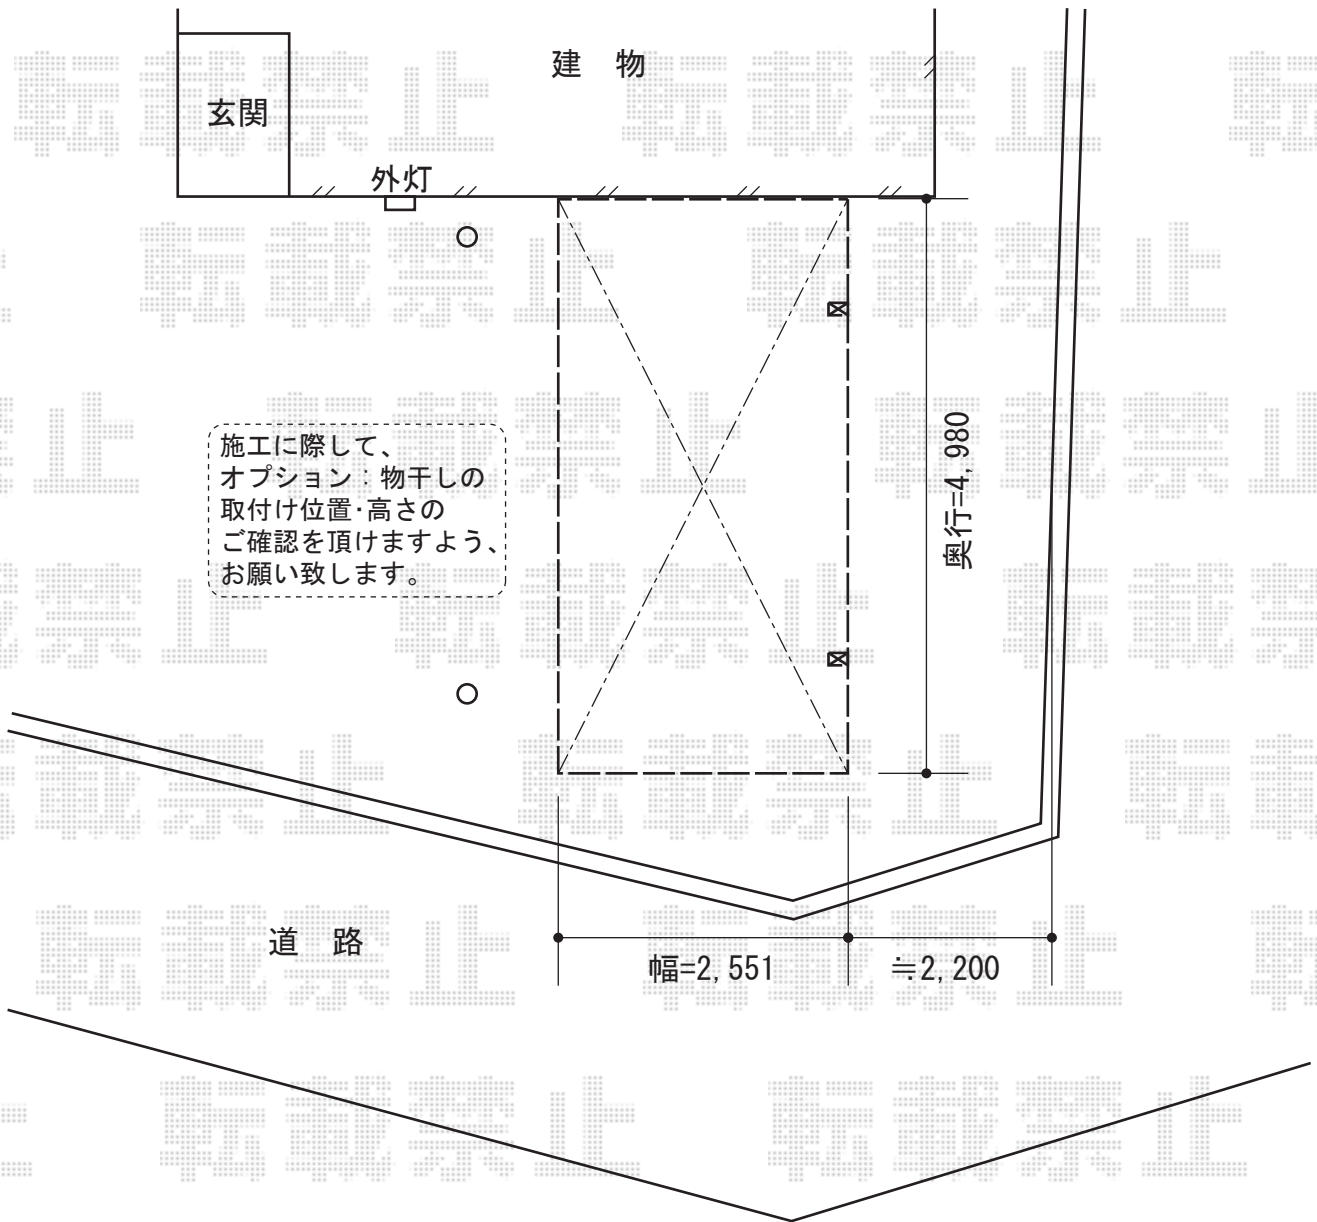 建　物
玄関
外灯
施工に際して、
オプション：物干しの
取付け位置・高さの
ご確認を頂けますよう、
お願い致します。
奥行=4,980
道　路
幅=2,551
≒2,200
転載禁止